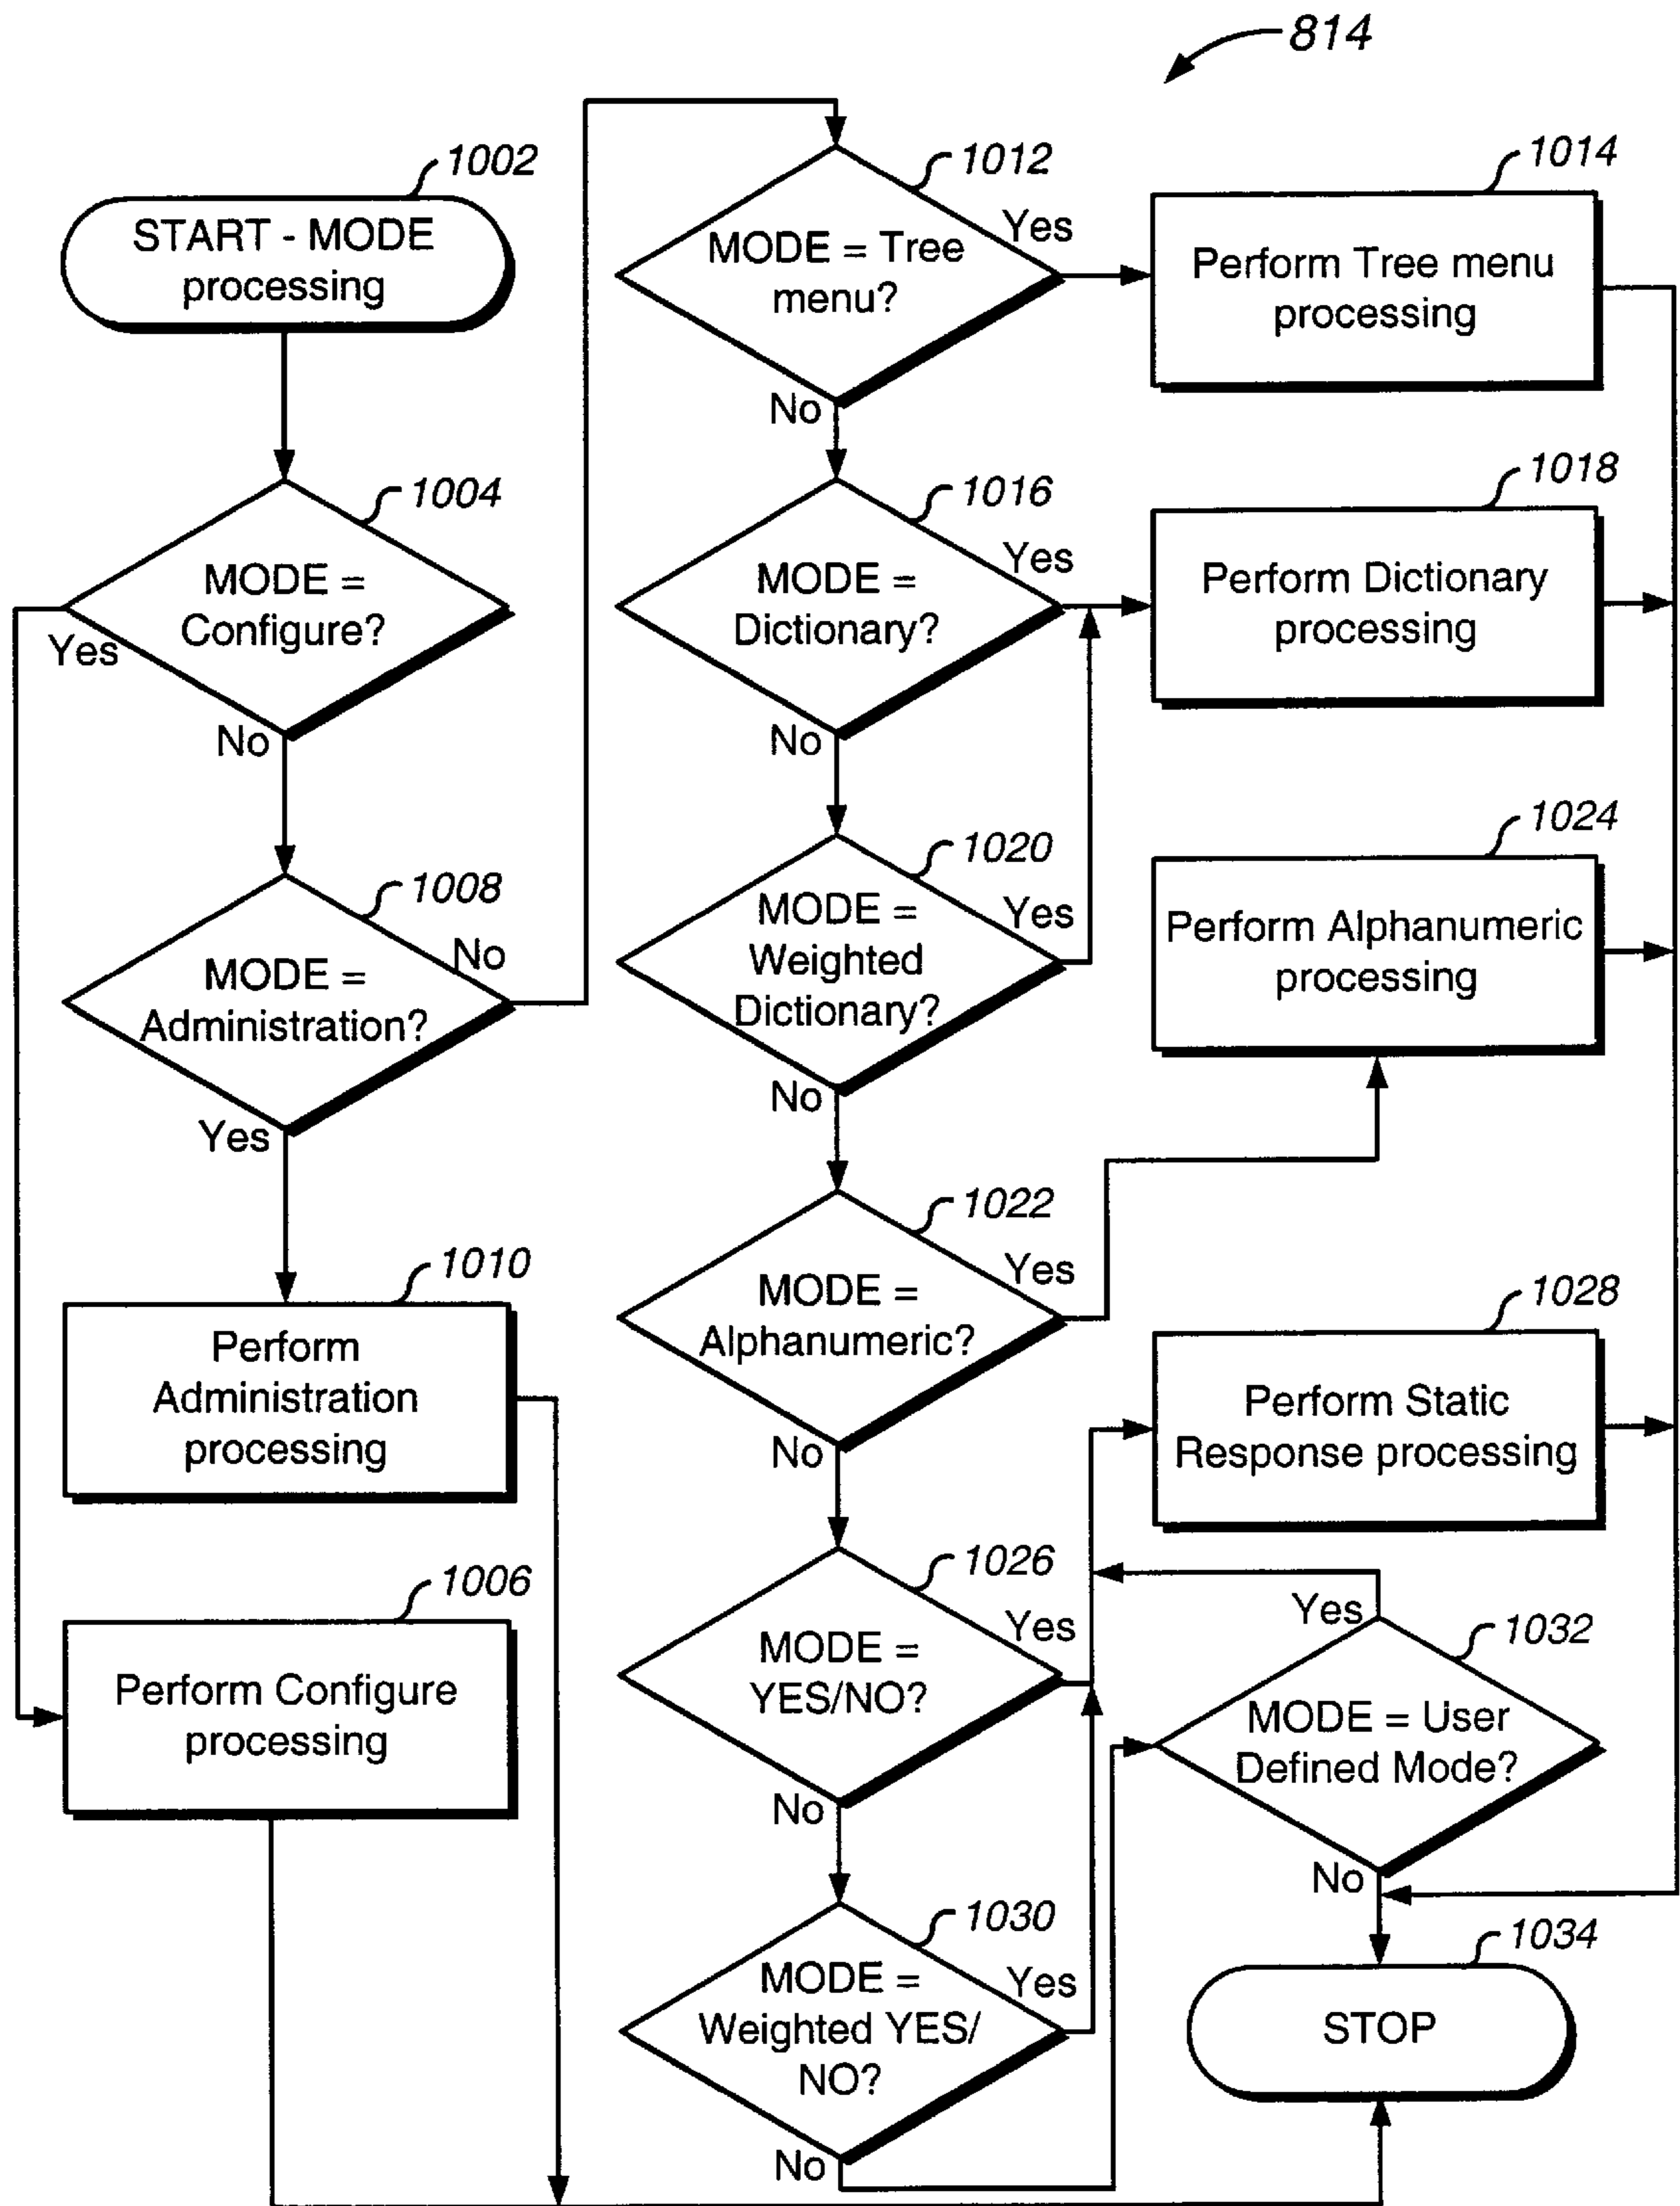 814
1002
START - MODE
processing
1004
MODE =
Configure?
Yes
No
1008
MODE =
Administration?
No
Yes
1010
Perform
Administration
processing
1006
Perform Configure
processing
1012
MODE = Tree
menu?
Yes
No
1014
Perform Tree menu
processing
1016
MODE =
Dictionary?
Yes
No
1018
Perform Dictionary
processing
1020
MODE =
Weighted
Dictionary?
Yes
No
1024
Perform Alphanumeric
processing
1022
MODE =
Alphanumeric?
Yes
No
1028
Perform Static
Response processing
1026
MODE =
YES/NO?
Yes
No
1030
MODE =
Weighted YES/
NO?
Yes
No
1032
MODE = User
Defined Mode?
Yes
No
1034
STOP